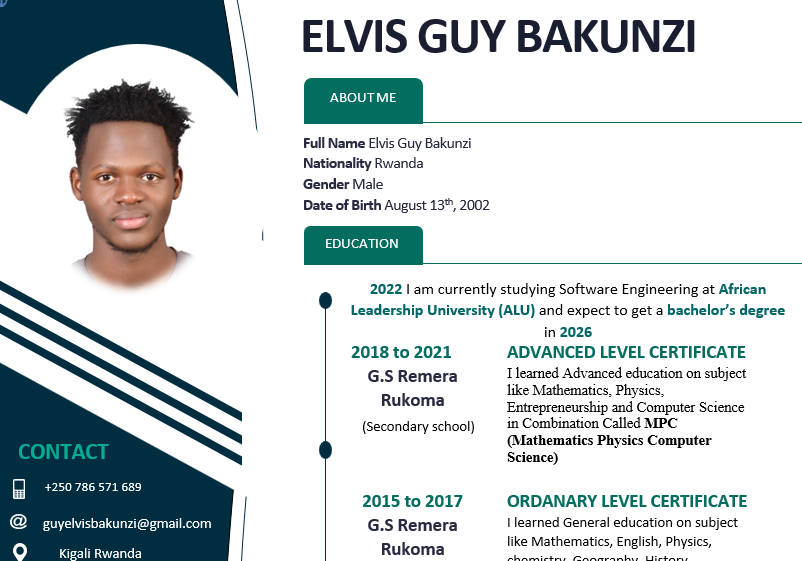 ELVIS GUY BAKUNZI
ABOUT ME
Full Name Elvis Guy Bakunzi
Nationality Rwanda
Gender Male
Date of Birth August 13th, 2002
EDUCATION
2022 I am currently studying Software Engineering at African
Leadership University (ALU) and expect to get a bachelor’s degree
in 2026
2018 to 2021
G.S Remera
Rukoma
(Secondary school)
ADVANCED LEVEL CERTIFICATE
I learned Advanced education on subject
like Mathematics, Physics,
Entrepreneurship and Computer Science
in Combination Called MPC
(Mathematics Physics Computer
Science)
2015 to 2017
G.S Remera
Rukoma
ORDANARY LEVEL CERTIFICATE
I learned General education on subject
like Mathematics, English, Physics,
chemistry, Geography, History
CONTACT
+250 786 571 689
@ guyelvisbakunzi@gmail.com
Kigali Rwanda